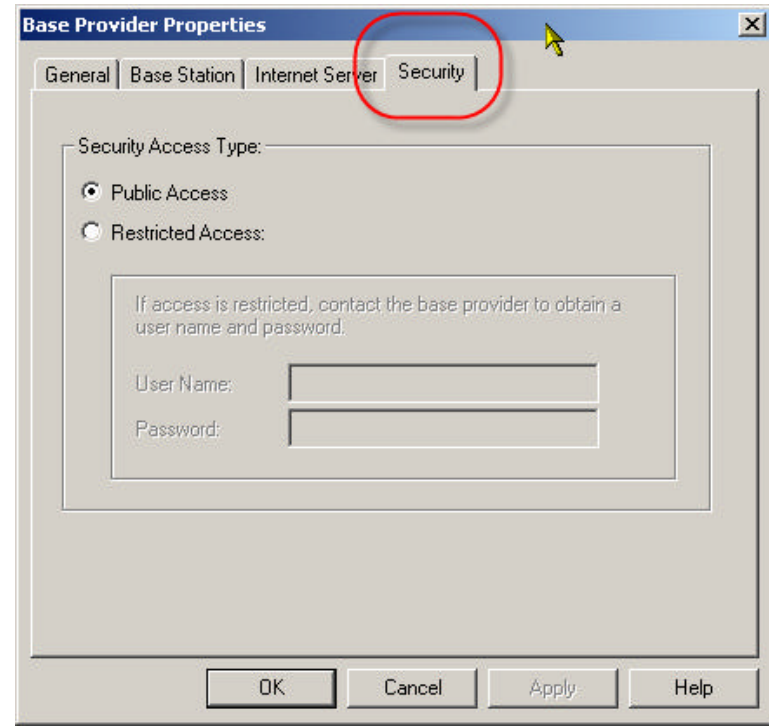 Base Provider Properties
General Base Station Internet Server Security
Security Access Type:
Public Access
Restricted Access:
If access is restricted, contact the base provider to obtain a
user name and password.
User Name:
Password:
OK Cancel Apply Help